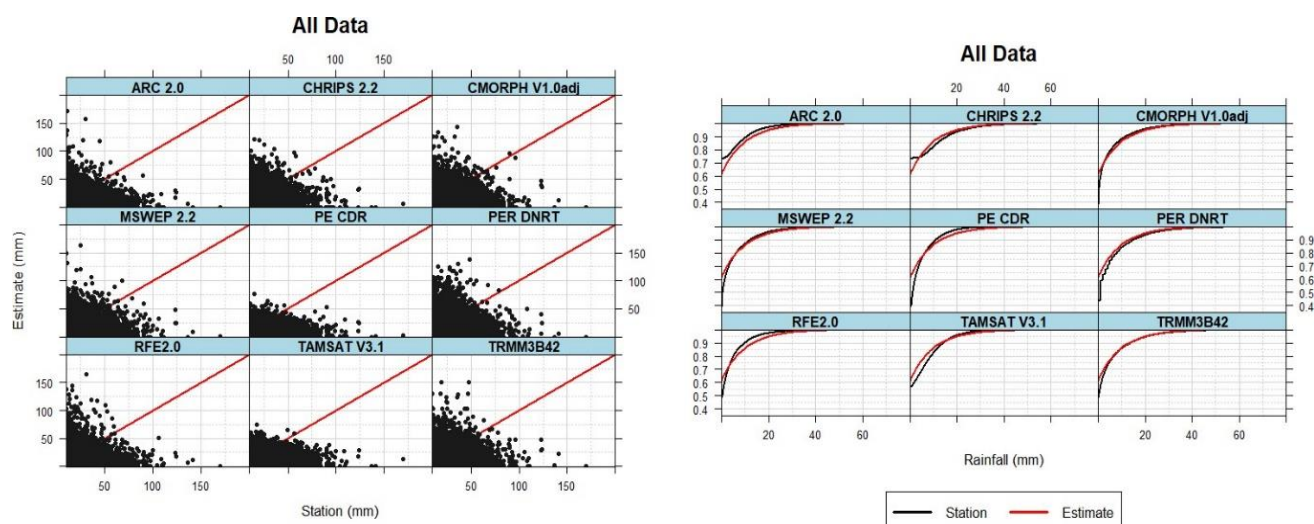 All Data
50 100 150
ARC 2.0 CHRIPS 2.2 CMORPH V1.0adj
150
100
50
MSWEP 2.2 PE CDR PER DNRT
150
100
50
RFE2.0 TAMSAT V3.1 TRMM3B42
150
100
50
50 100 150 50 100 150
Estimate (mm)
Station (mm)
All Data
20 40 60
ARC 2.0 CHRIPS 2.2 CMORPH V1.0adj
0.9
0.8
0.7
0.6
0.5
0.4
MSWEP 2.2 PE CDR PER DNRT
0.9
0.8
0.7
0.6
0.5
0.4
RFE2.0 TAMSAT V3.1 TRMM3B42
0.9
0.8
0.7
0.6
0.5
0.4
20 40 60 20 40 60
Rainfall (mm)
Station Estimate